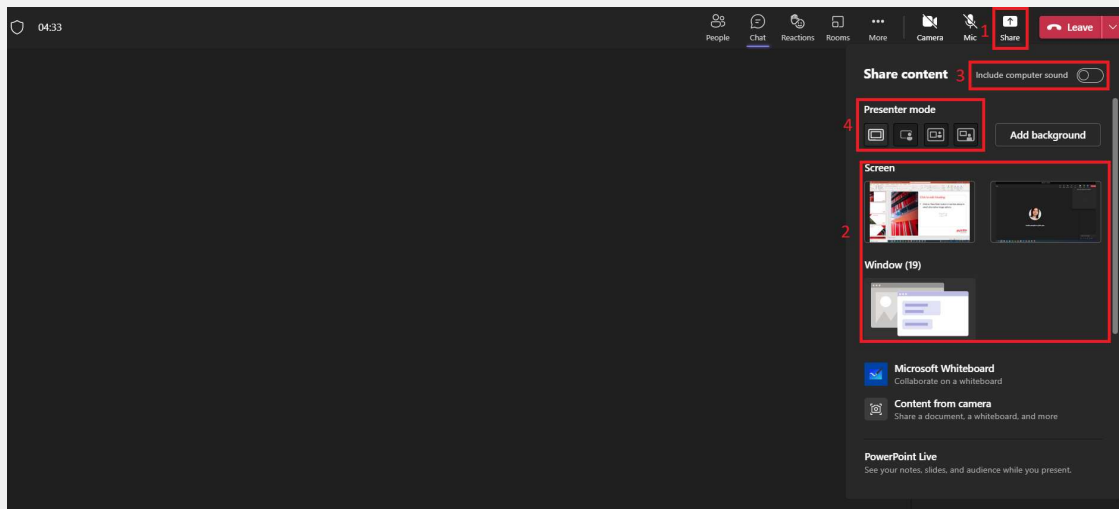 04:33
People Chat Reactions Rooms More Camera Mic 1 Share Leave
Share content 3 Include computer sound
Presenter mode
4 Add background
Screen
2
Window (19)
Microsoft Whiteboard
Collaborate on a whiteboard
Content from camera
Share a document, a whiteboard, and more
PowerPoint Live
See your notes, slides, and audience while you present.